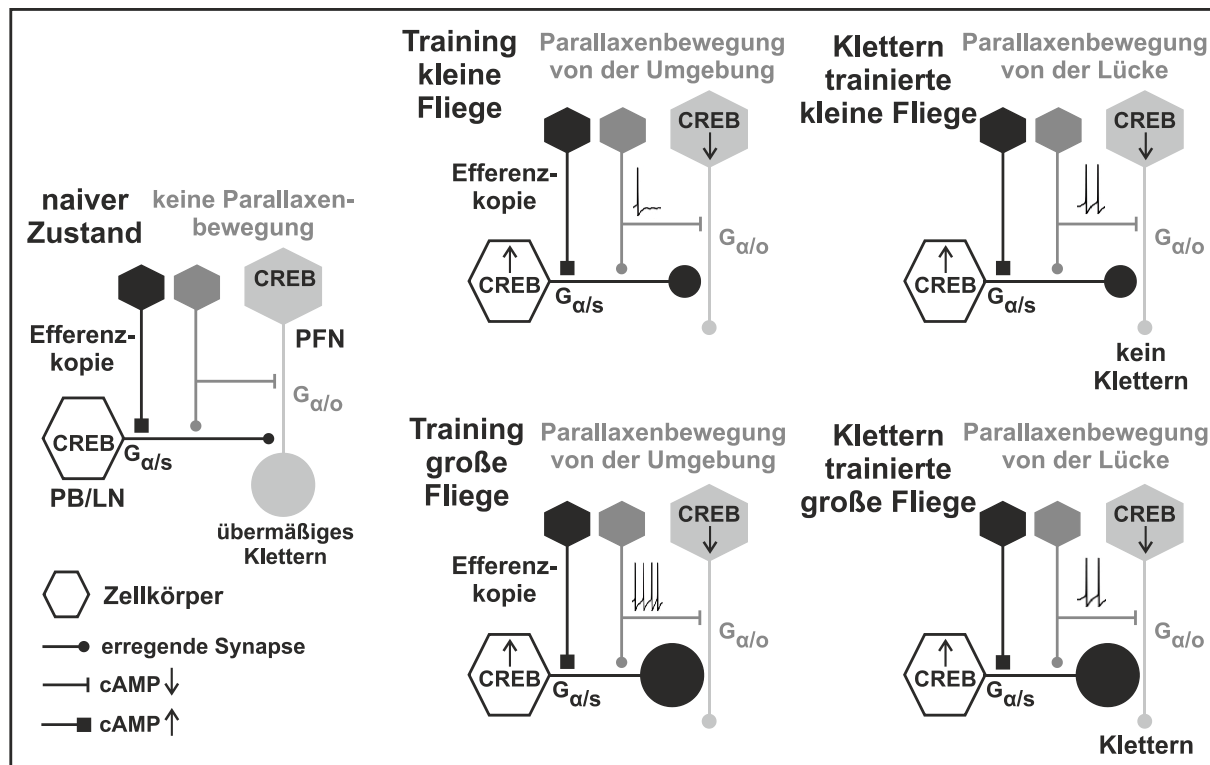 naiver
Zustand
keine Parallaxen-
bewegung
CREB
Efferenz-
kopie
PFN
Gα/o
CREB
Gα/s
PB/LN
übermäßiges
Klettern
Zellkörper
erregende Synapse
cAMP ↓
cAMP ↑
Training
kleine
Fliege
Parallaxenbewegung
von der Umgebung
CREB
↓
Efferenz-
kopie
Gα/o
↑
CREB
Gα/s
Klettern
trainierte
kleine Fliege
Parallaxenbewegung
von der Lücke
CREB
↓
Gα/o
↑
CREB
Gα/s
kein
Klettern
Training
große
Fliege
Parallaxenbewegung
von der Umgebung
CREB
↓
Efferenz-
kopie
Gα/o
↑
CREB
Gα/s
Klettern
trainierte
große Fliege
Parallaxenbewegung
von der Lücke
CREB
↓
Gα/o
↑
CREB
Gα/s
Klettern